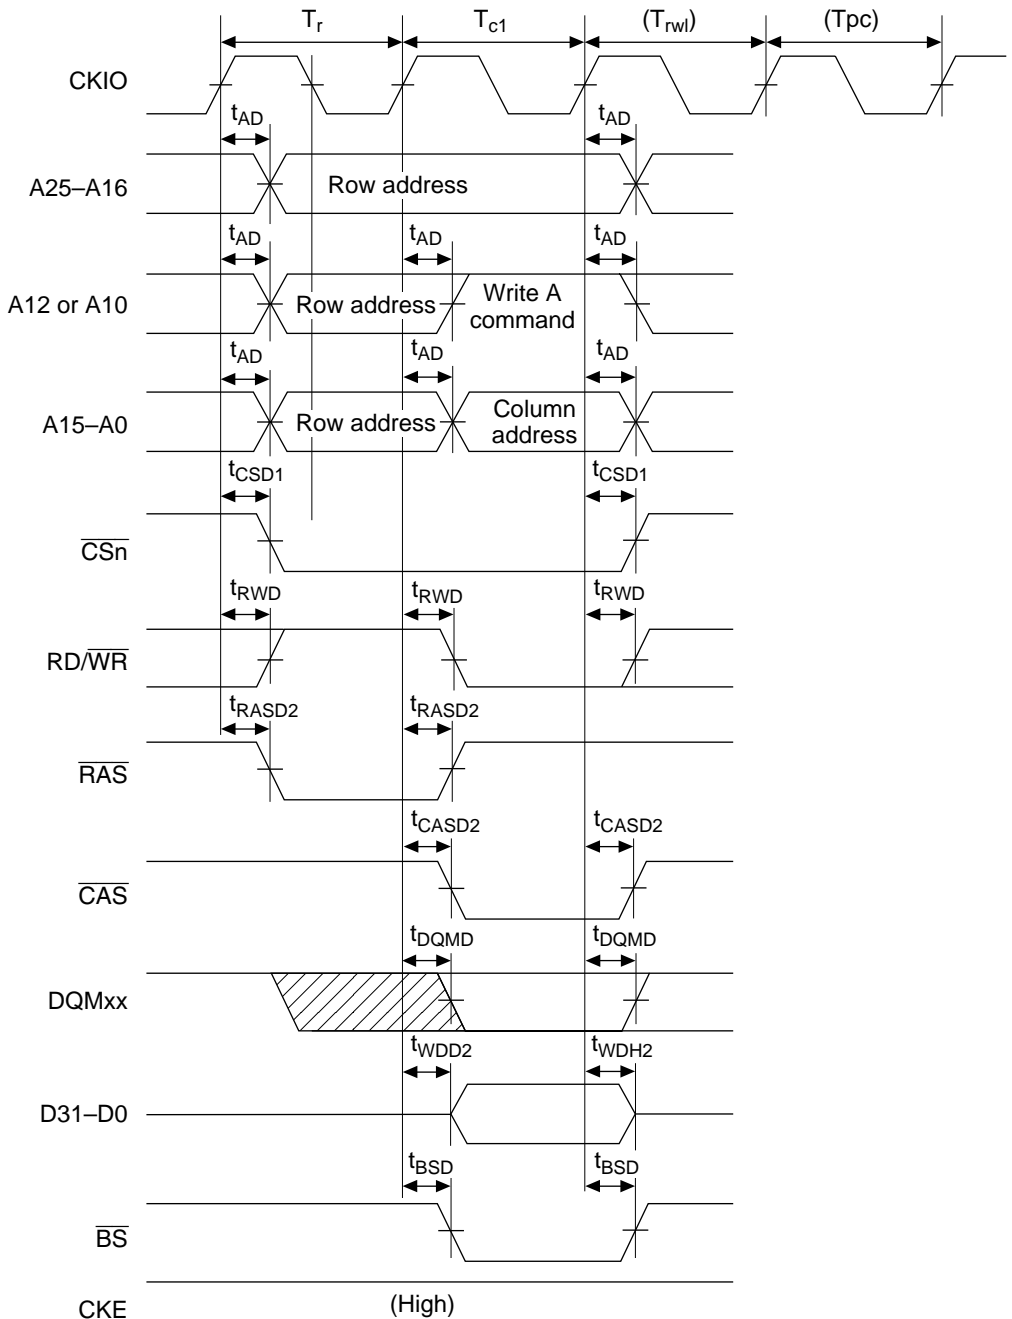 Tr Tc1 (Trwl) (Tpc)
CKIO
tAD tAD
A25–A16 Row address
tAD tAD tAD
A12 or A10 Row address Write A command
tAD tAD tAD
A15–A0 Row address Column address
tCSD1 tCSD1
CSn
tRWD tRWD tRWD
RD/WR
tRASD2 tRASD2
RAS
tCASD2 tCASD2
CAS
tDQMD tDQMD
DQMxx
tWDD2 tWDH2
D31–D0
tBSD tBSD
BS
CKE (High)